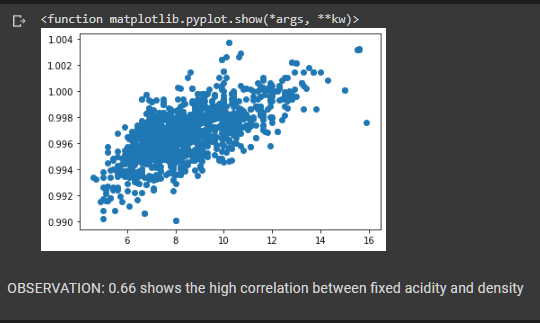 <function matplotlib.pyplot.show(*args, **kw)>
1.004
1.002
1.000
0.998
0.996
0.994
0.992
0.990
6 8 10 12 14 16
OBSERVATION: 0.66 shows the high correlation between fixed acidity and density